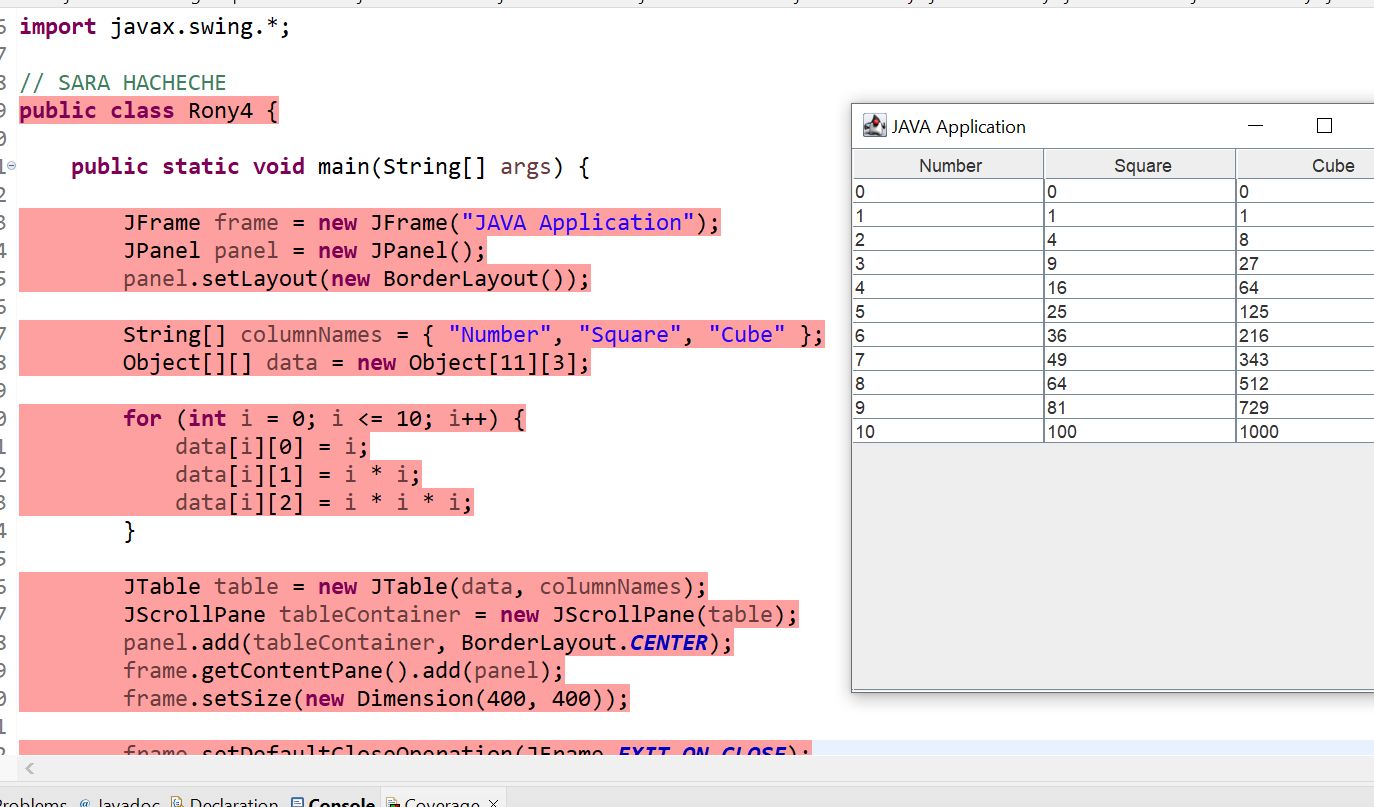 import javax.swing.*;
// SARA HACHECHE
public class Rony4 {
public static void main(String[] args) {
JFrame frame = new JFrame("JAVA Application");
JPanel panel = new JPanel();
panel.setLayout(new BorderLayout());
String[] columnNames = { "Number", "Square", "Cube" };
Object[][] data = new Object[11][3];
for (int i = 0; i <= 10; i++) {
data[i][0] = i;
data[i][1] = i * i;
data[i][2] = i * i * i;
}
JTable table = new JTable(data, columnNames);
JScrollPane tableContainer = new JScrollPane(table);
panel.add(tableContainer, BorderLayout.CENTER);
frame.getContentPane().add(panel);
frame.setSize(new Dimension(400, 400));
frame.setDefaultCloseOperation(JFrame.EXIT_ON_CLOSE);
JAVA Application
Number Square Cube
0 0 0
1 1 1
2 4 8
3 9 27
4 16 64
5 25 125
6 36 216
7 49 343
8 64 512
9 81 729
10 100 1000
Problems @ Javadoc Declaration Console Coverage